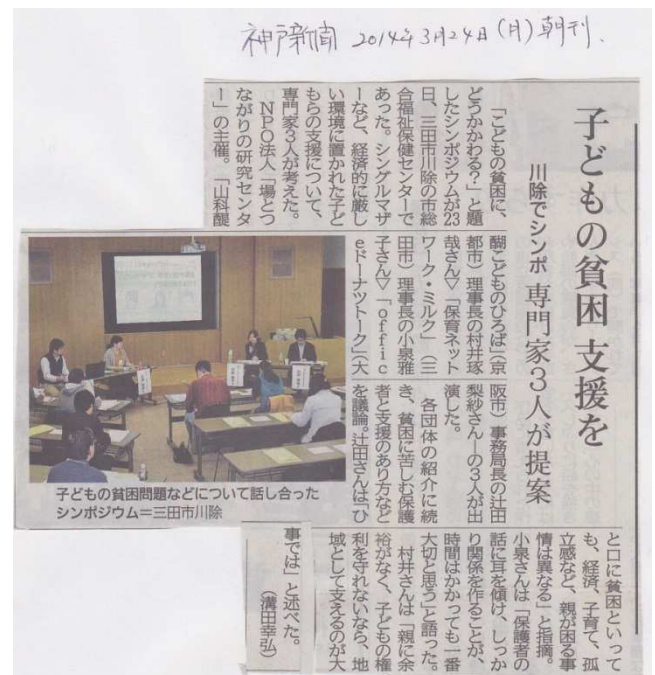 神戸新聞 2014年3月24日(月)朝刊.
子どもの貧困 支援を
川除でシンポ 専門家3人が提案
「こどもの貧困に、
どうかかわる?」と題
したシンポジウムが23
日、三田市川除の市総
合福祉保健センターで
あった。シングルマザ
ーなど、経済的に厳し
い環境に置かれた子ど
もらの支援について、
専門家3人が考えた。
NPO法人「場とつ
ながりの研究センタ
ー」の主催。「山科醍
醐こどものひろば」(京
都市)理事長の村井琢
哉さん▽「保育ネット
ワーク・ミルク」(三
田市)理事長の小泉雅
子さん▽「offic
eドーナツトーク」(大
阪市)事務局長の辻田
梨紗さん―の3人が出
演した。
各団体の紹介に続
き、貧困に苦しむ保護
者と支援のあり方など
を議論。辻田さんは「ひ
と口に貧困といって
も、経済、子育て、孤
立感など、親が困る事
情は異なる」と指摘。
小泉さんは「保護者の
話に耳を傾け、しっか
り関係を作ることが、
時間はかかっても一番
大切と思う」と語った。
村井さんは「親に余
裕がなく、子どもの権
利を守れないなら、地
域として支えるのが大
事では」と述べた。
(溝田幸弘)
子どもの貧困問題などについて話し合った
シンポジウム=三田市川除